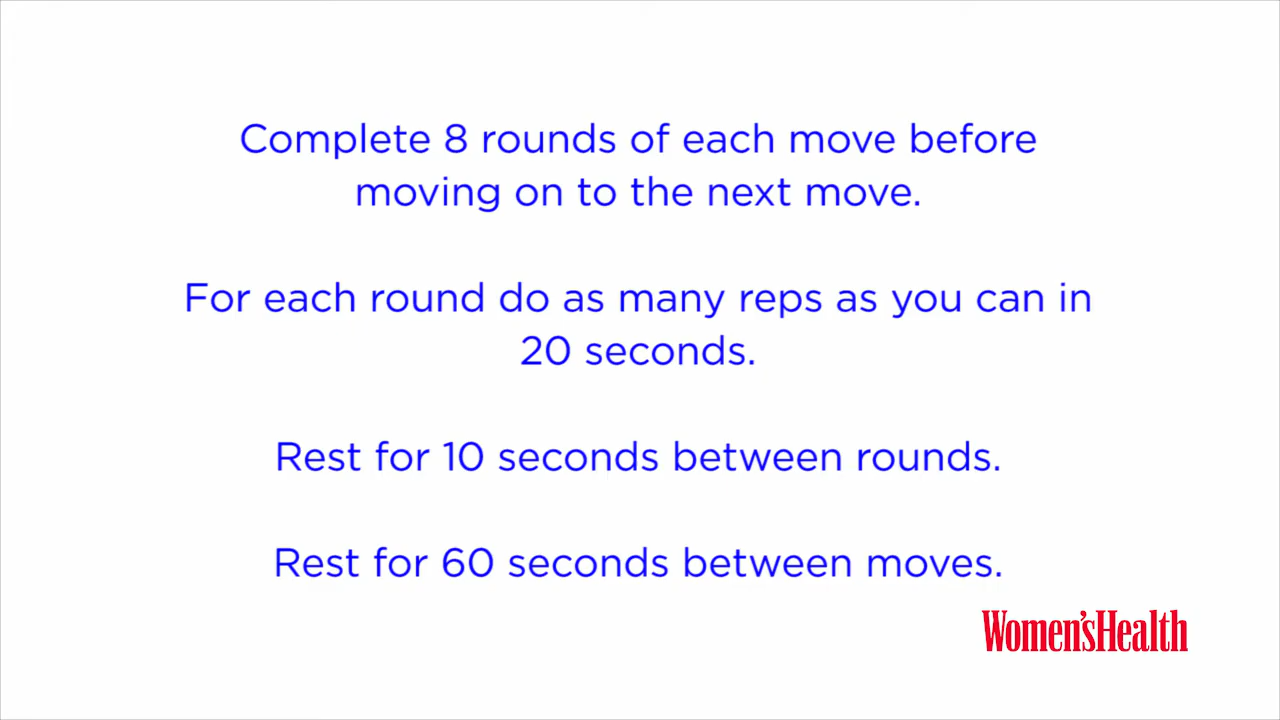 Complete 8 rounds of each move before
moving on to the next move.
For each round do as many reps as you can in
20 seconds.
Rest for 10 seconds between rounds.
Rest for 60 seconds between moves.
Women'sHealth